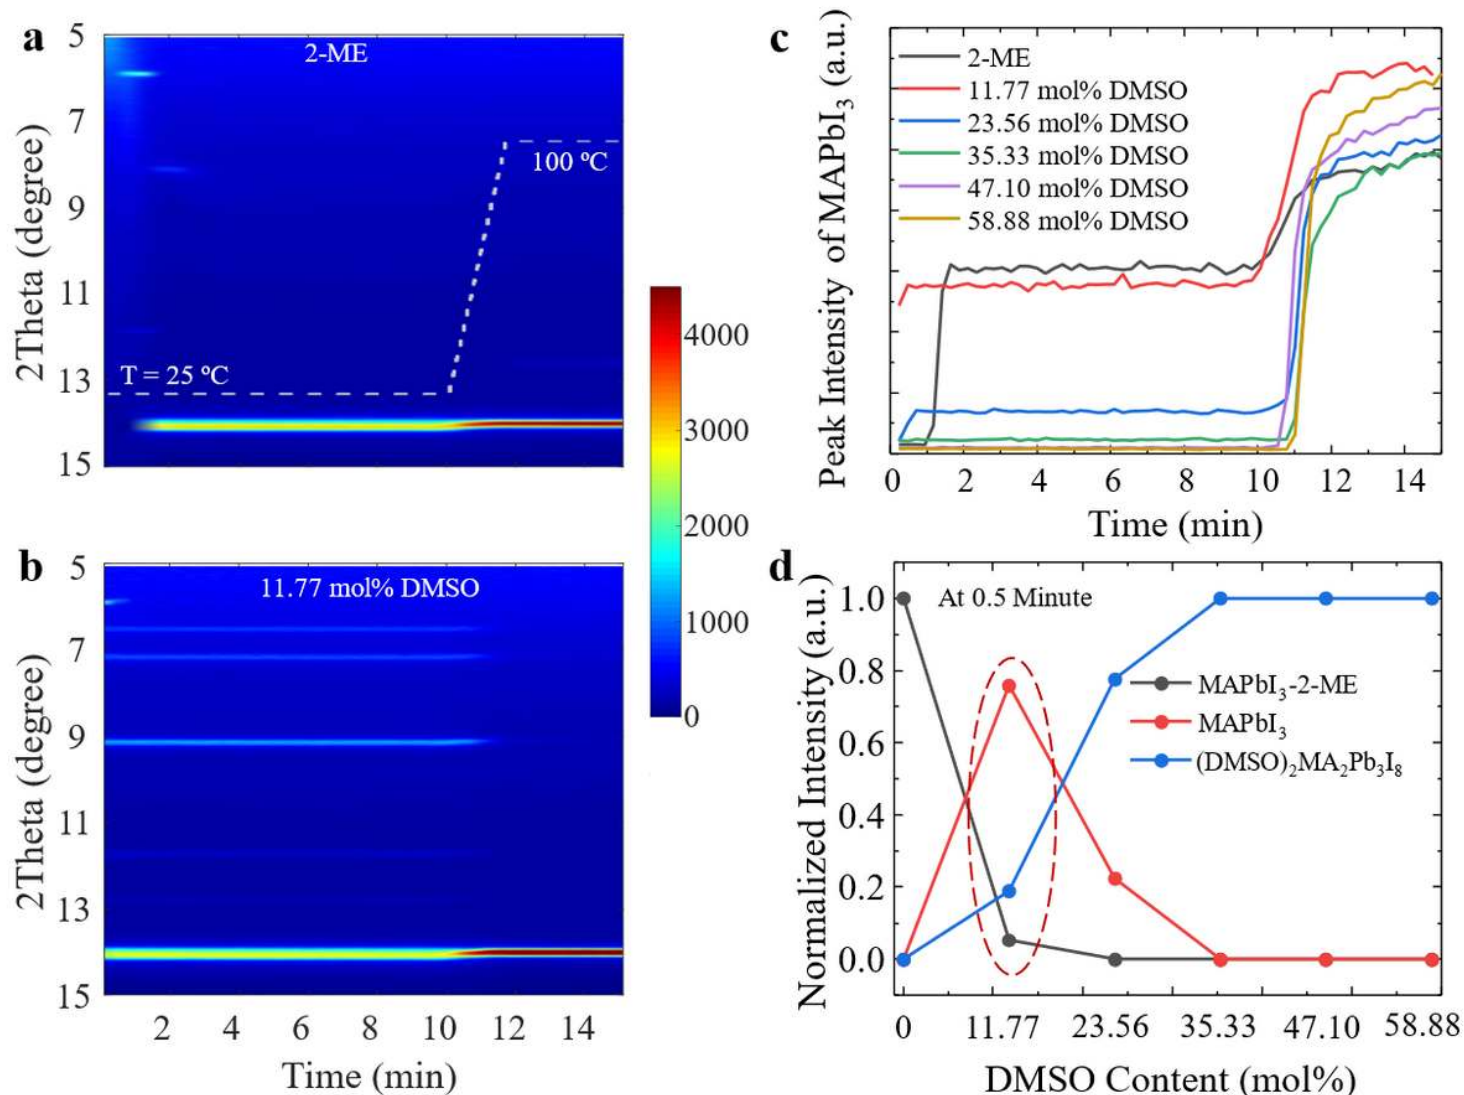 a
2-ME
5
7
9
11
13
15
2Theta (degree)
T = 25 ºC
100 ºC
4000
3000
2000
1000
0
b
11.77 mol% DMSO
5
7
9
11
13
15
2Theta (degree)
2 4 6 8 10 12 14
Time (min)
c
Peak Intensity of MAPbI₃ (a.u.)
2-ME
11.77 mol% DMSO
23.56 mol% DMSO
35.33 mol% DMSO
47.10 mol% DMSO
58.88 mol% DMSO
0 2 4 6 8 10 12 14
Time (min)
d
Normalized Intensity (a.u.)
At 0.5 Minute
1.0
0.8
0.6
0.4
0.2
0.0
MAPbI₃-2-ME
MAPbI₃
(DMSO)₂MA₂Pb₃I₈
0 11.77 23.56 35.33 47.10 58.88
DMSO Content (mol%)